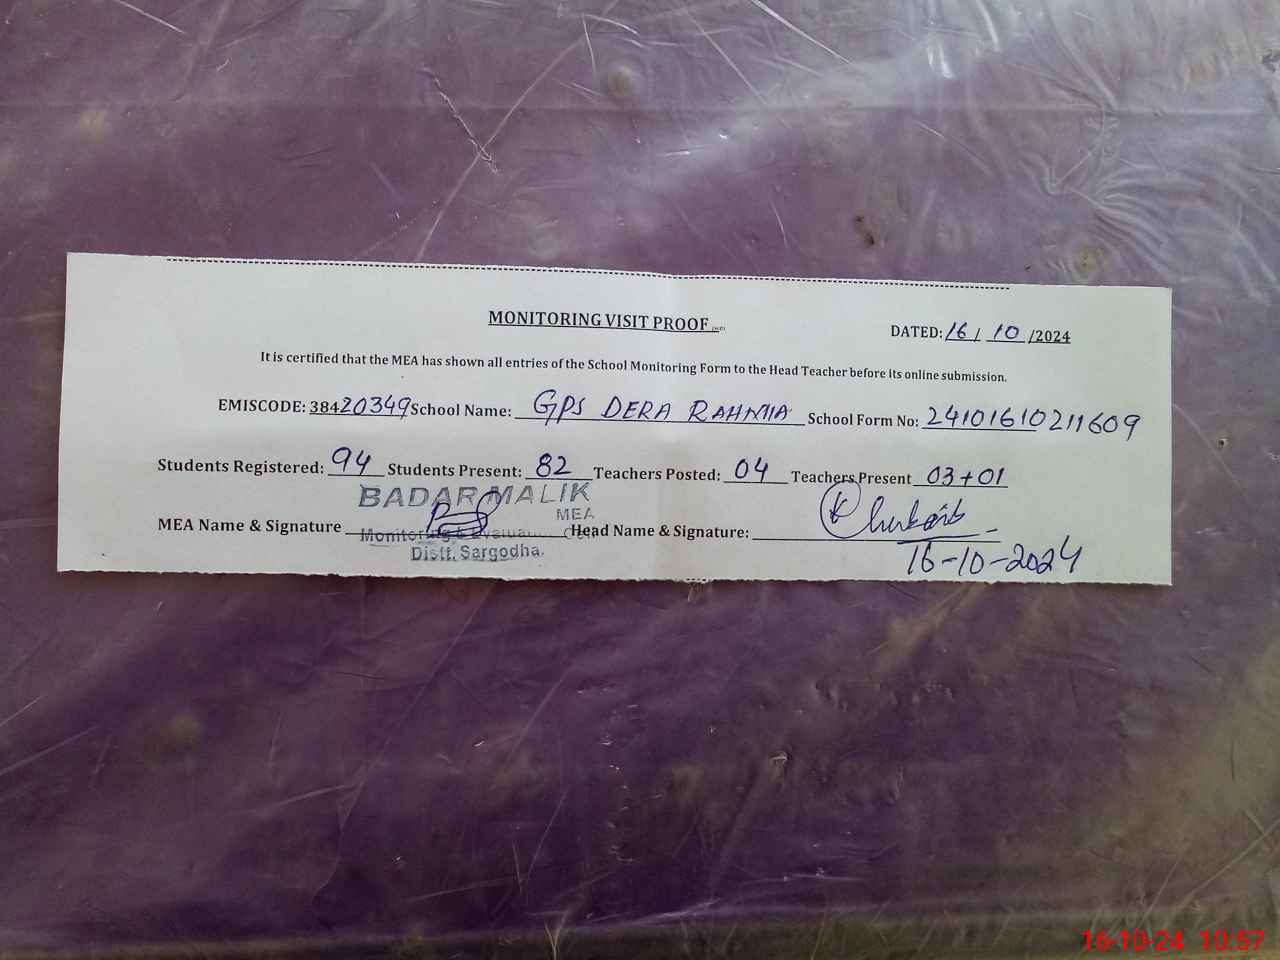 MONITORING VISIT PROOF
DATED: 16 / 10 /2024
It is certified that the MEA has shown all entries of the School Monitoring Form to the Head Teacher before its online submission.
EMISCODE: 38420349 School Name: GPS DERA RAHMIA School Form No: 24101610211609
Students Registered: 94 Students Present: 82 Teachers Posted: 04 Teachers Present 03+01
BADAR MALIK
MEA
MEA Name & Signature Head Name & Signature:
Monitoring & Evaluation
Distt. Sargodha.
16-10-2024
16-10-24 10:57